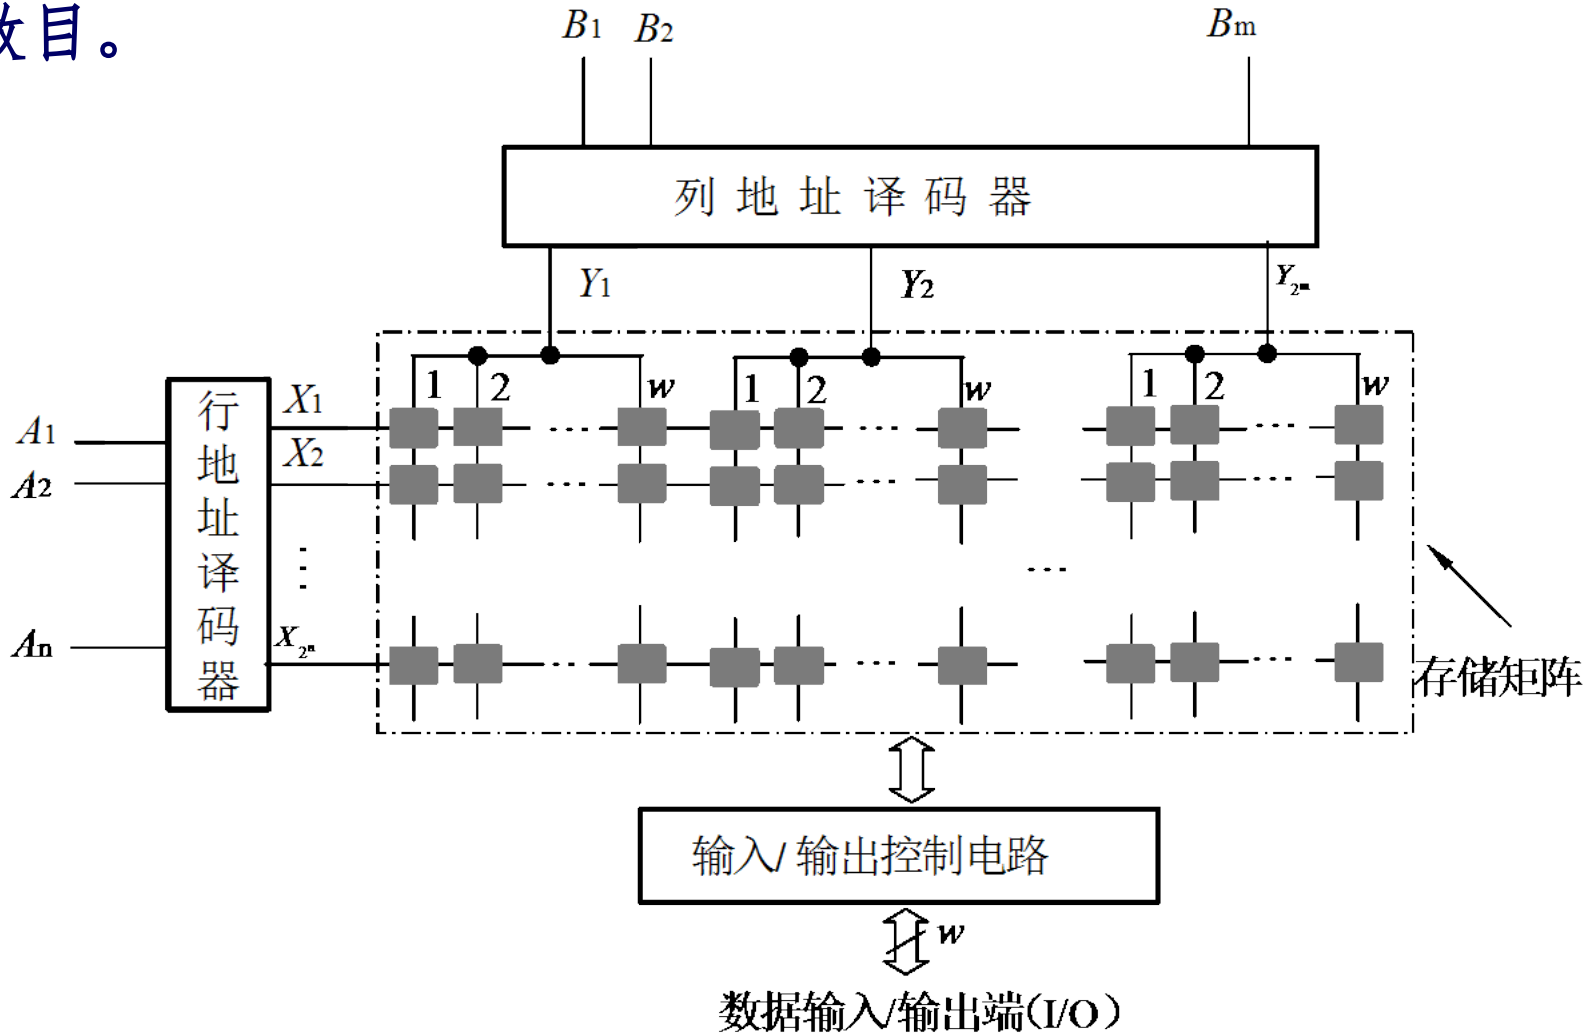 数目。
B1 B2 Bm
列地址译码器
Y1 Y2 Y2^m
1 2 w 1 2 w 1 2 w
行地址译码器
A1 X1
A2 X2
⋮
An X2^n
... ... ...
... ... ...
...
... ... ...
存储矩阵
输入/输出控制电路
w
数据输入/输出端(I/O)